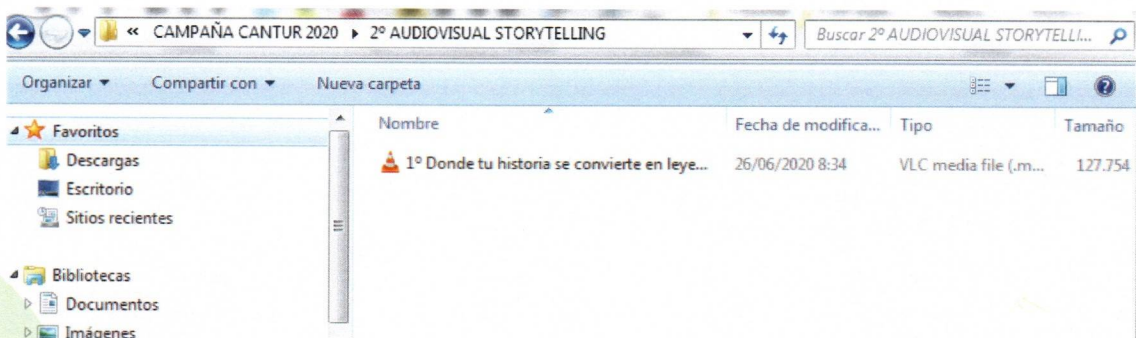 « CAMPAÑA CANTUR 2020 ▸ 2º AUDIOVISUAL STORYTELLING Buscar 2º AUDIOVISUAL STORYTELLI...
Organizar Compartir con Nueva carpeta
Favoritos
Descargas
Escritorio
Sitios recientes
Bibliotecas
Documentos
Imágenes
Nombre Fecha de modifica... Tipo Tamaño
1º Donde tu historia se convierte en leye... 26/06/2020 8:34 VLC media file (.m... 127.754